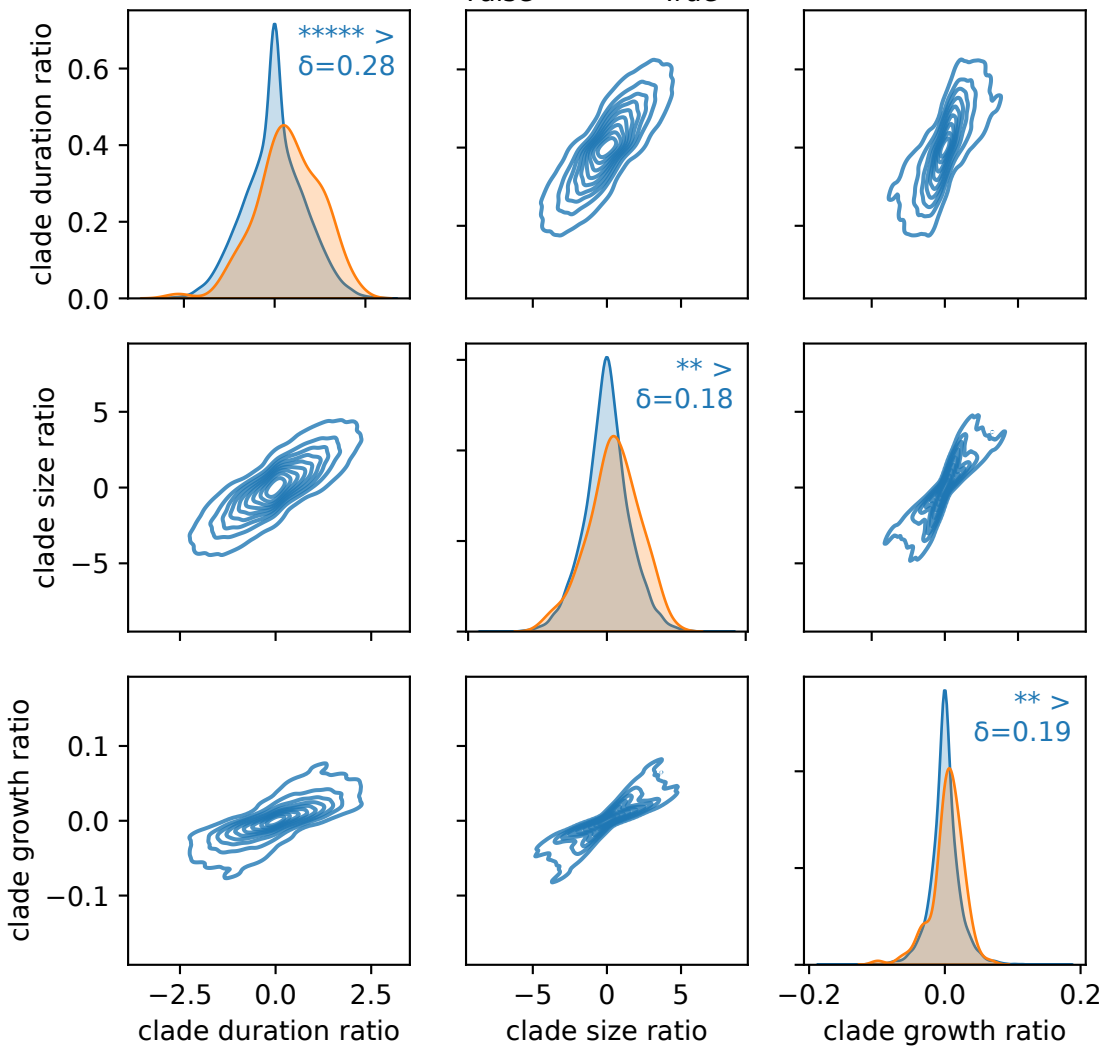 ***** >
δ=0.28
clade duration ratio
0.6
0.4
0.2
0.0
clade size ratio
5
0
−5
** >
δ=0.18
clade growth ratio
0.1
0.0
−0.1
** >
δ=0.19
−2.5 0.0 2.5
−5 0 5
−0.2 0.0 0.2
clade duration ratio
clade size ratio
clade growth ratio